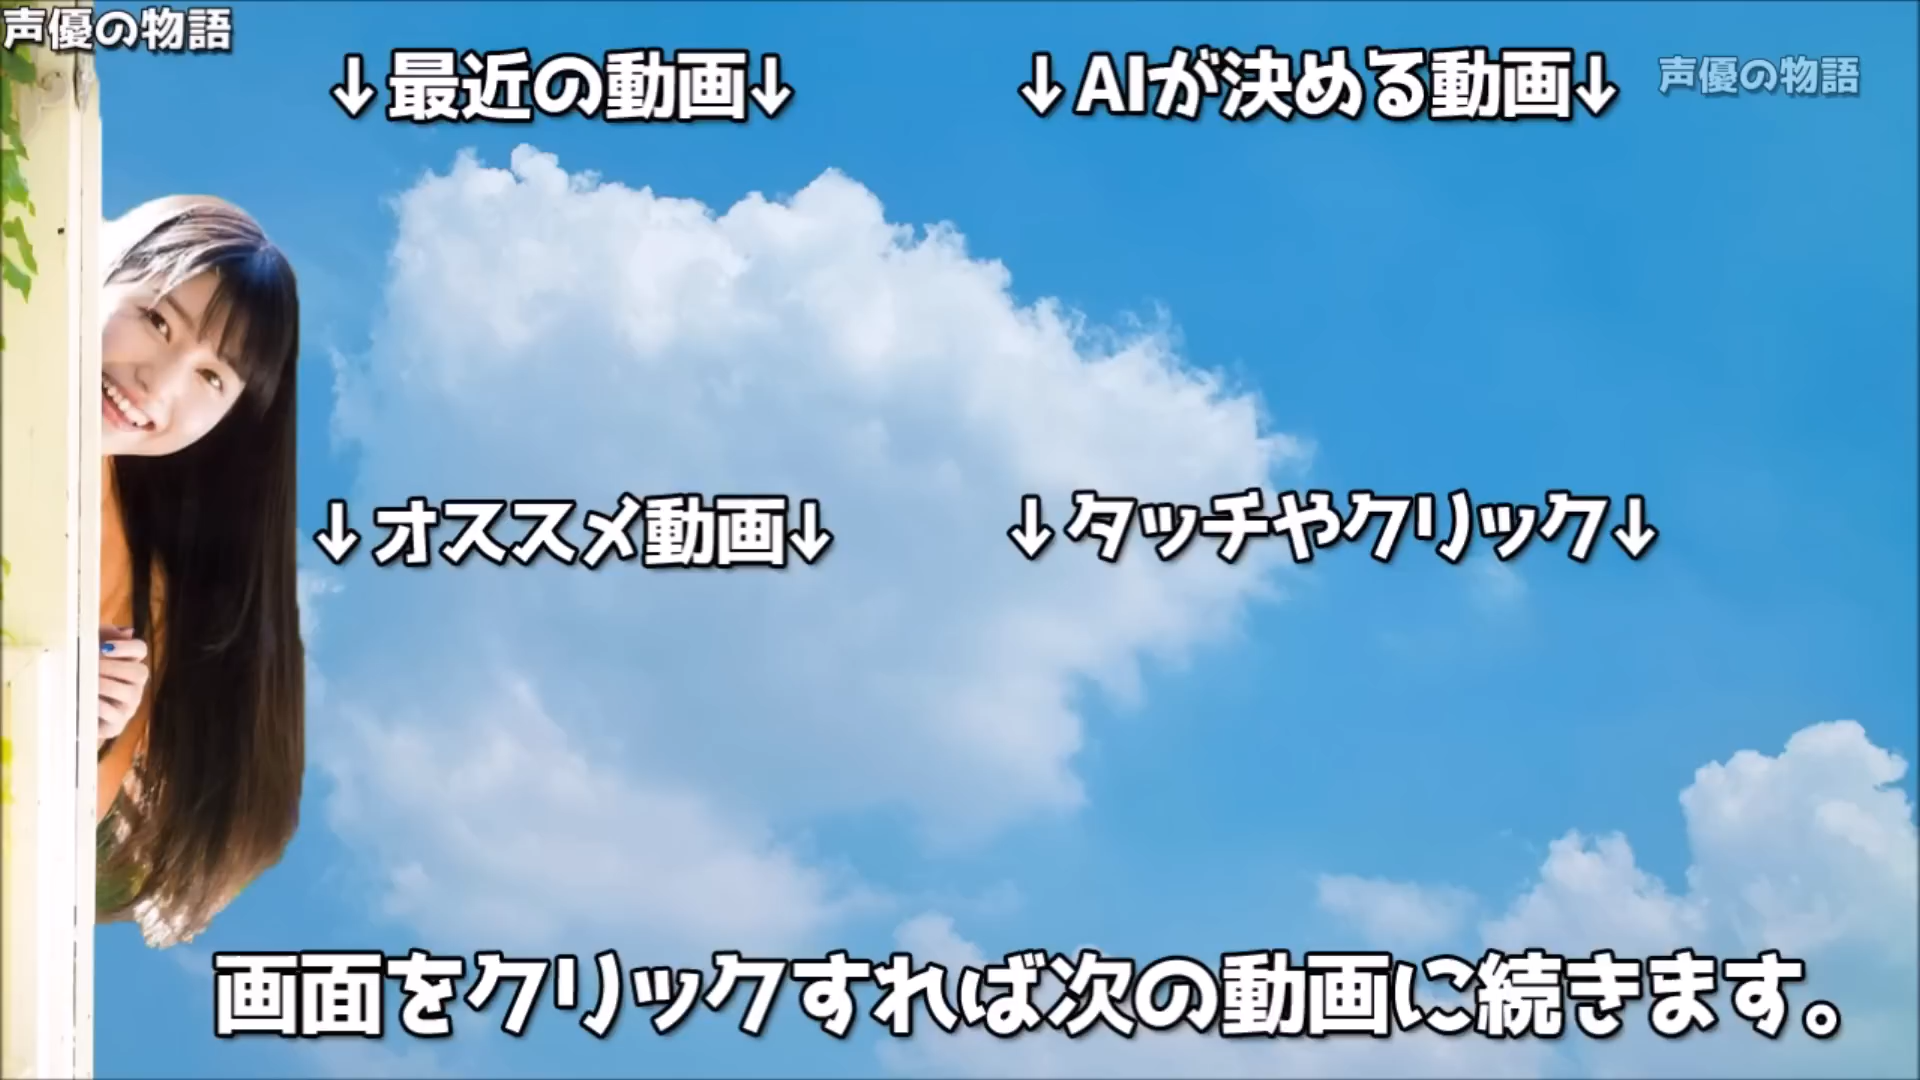 声優の物語
↓最近の動画↓
↓AIが決める動画↓
声優の物語
↓オススメ動画↓
↓タッチやクリック↓
画面をクリックすれば次の動画に続きます。